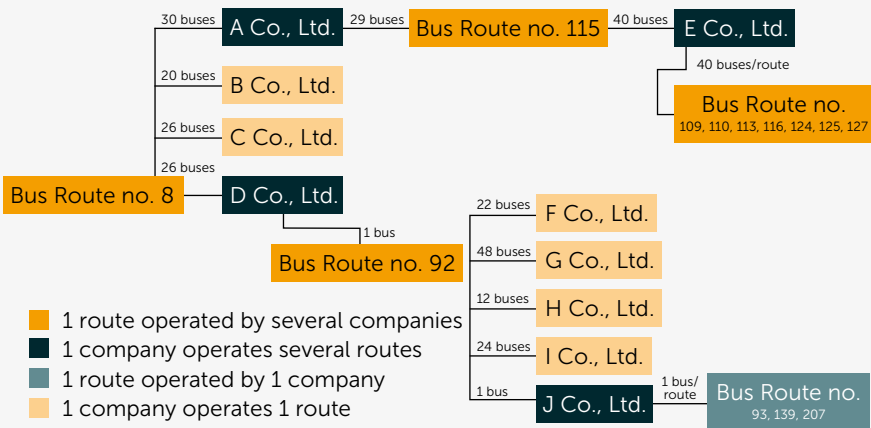 30 buses
A Co., Ltd.
29 buses
Bus Route no. 115
40 buses
E Co., Ltd.
40 buses/route
20 buses
B Co., Ltd.
Bus Route no.
109, 110, 113, 116, 124, 125, 127
26 buses
C Co., Ltd.
26 buses
Bus Route no. 8
D Co., Ltd.
1 bus
Bus Route no. 92
22 buses
F Co., Ltd.
48 buses
G Co., Ltd.
12 buses
H Co., Ltd.
24 buses
I Co., Ltd.
1 bus
J Co., Ltd.
1 bus/
route
Bus Route no.
93, 139, 207
1 route operated by several companies
1 company operates several routes
1 route operated by 1 company
1 company operates 1 route